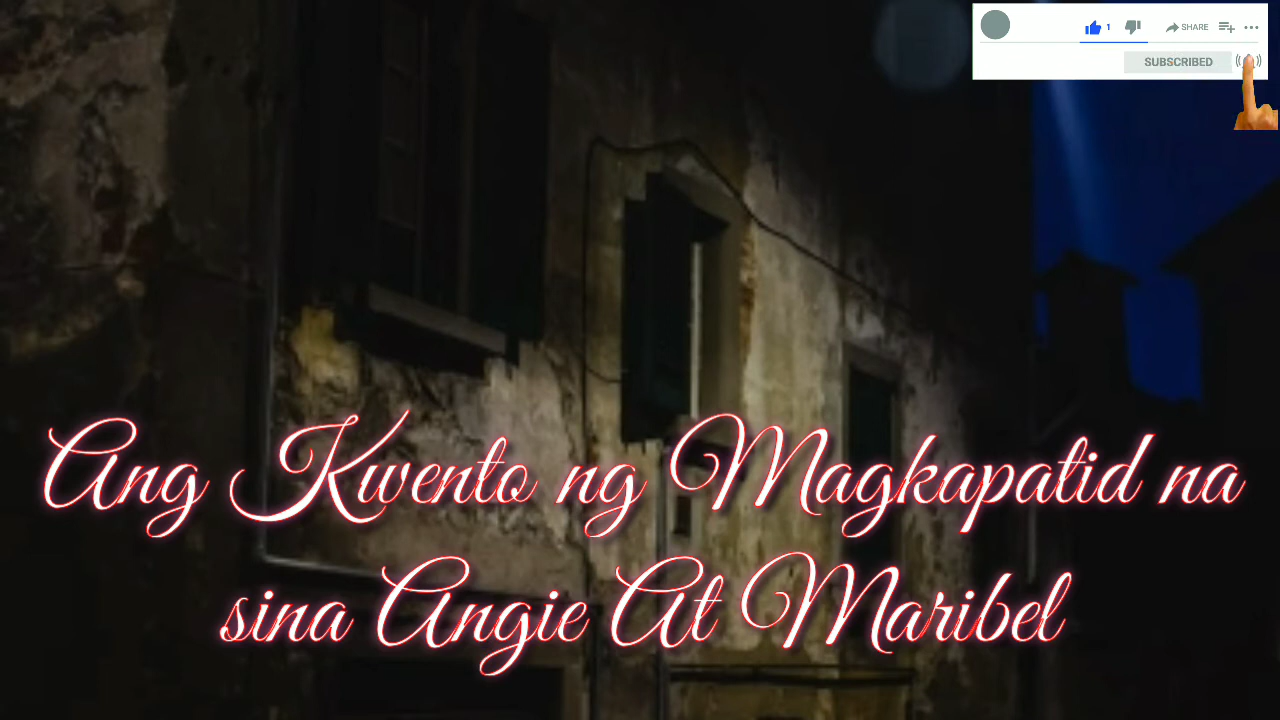 1
SHARE
SUBSCRIBED
Ang Kwento ng Magkapatid na
sina Angie At Maribel